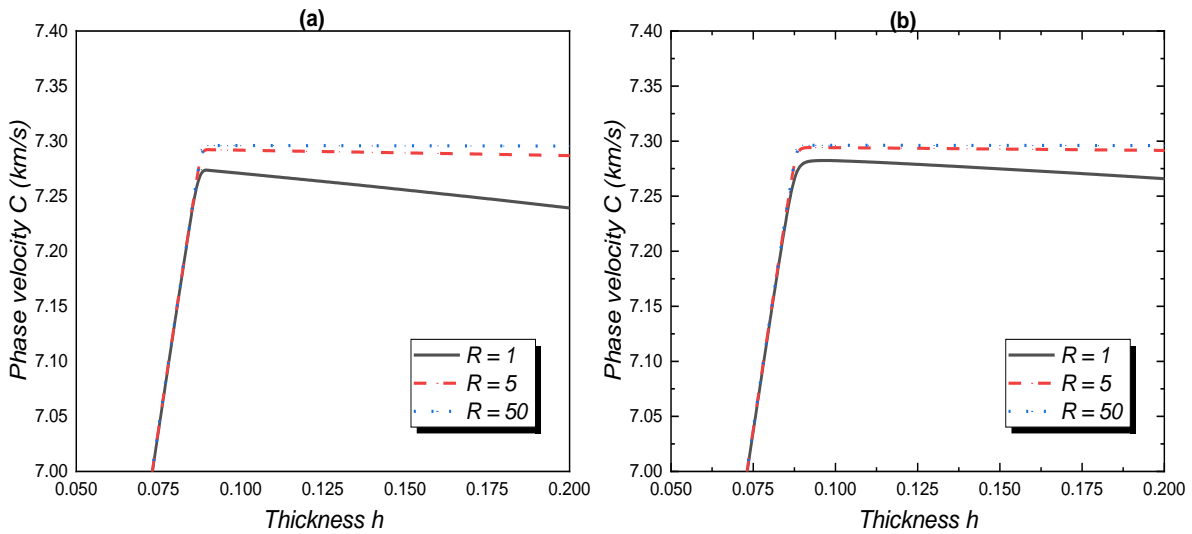 (a)
Phase velocity C (km/s)
7.40
7.35
7.30
7.25
7.20
7.15
7.10
7.05
7.00
0.050 0.075 0.100 0.125 0.150 0.175 0.200
Thickness h
R = 1
R = 5
R = 50
(b)
Phase velocity C (km/s)
7.40
7.35
7.30
7.25
7.20
7.15
7.10
7.05
7.00
0.050 0.075 0.100 0.125 0.150 0.175 0.200
Thickness h
R = 1
R = 5
R = 50